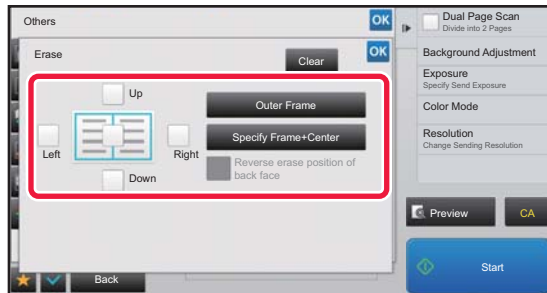 Others
OK
Erase
Clear
OK
Up
Left
Right
Down
Outer Frame
Specify Frame+Center
Reverse erase position of
back face
Back
Dual Page Scan
Divide into 2 Pages
Background Adjustment
Exposure
Specify Send Exposure
Color Mode
Resolution
Change Sending Resolution
Preview
CA
Start